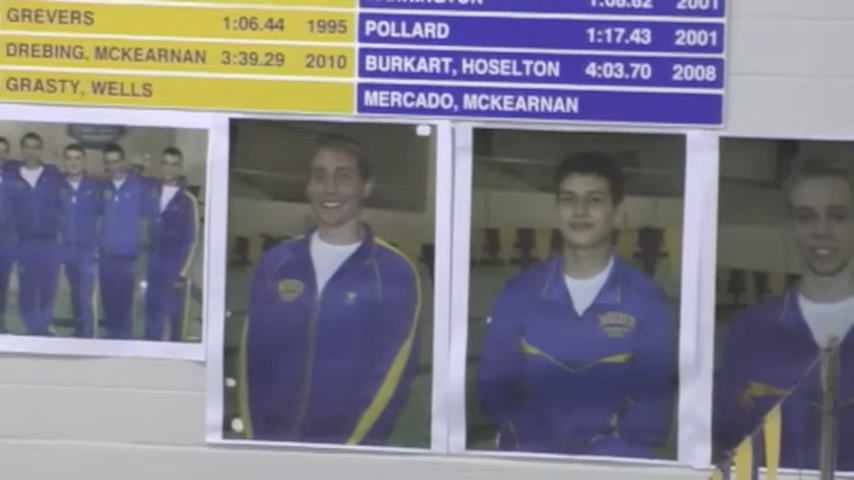 GREVERS 1:06.44 1995
DREBING, MCKEARNAN 3:39.29 2010
GRASTY, WELLS
2001
POLLARD 1:17.43 2001
BURKART, HOSELTON 4:03.70 2008
MERCADO, MCKEARNAN